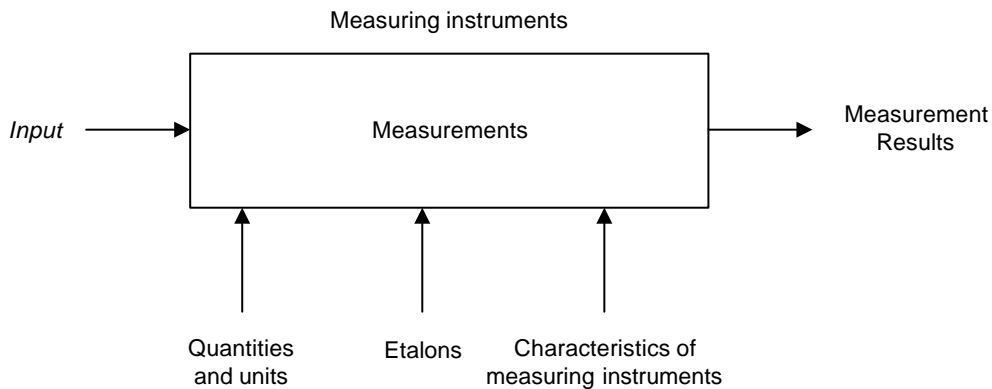 Measuring instruments
Input
Measurements
Measurement
Results
Quantities
and units
Etalons
Characteristics of
measuring instruments